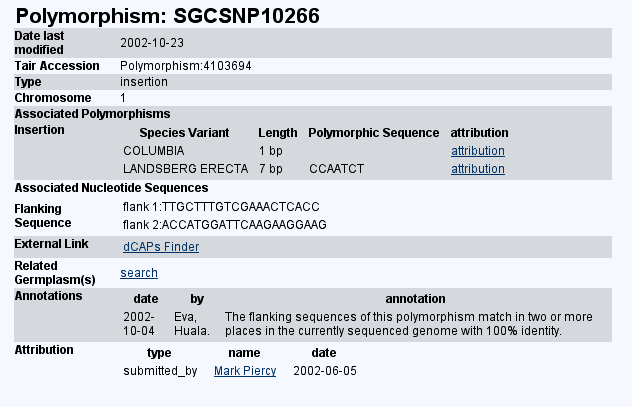 Polymorphism: SGCSNP10266
Date last modified 2002-10-23
Tair Accession Polymorphism:4103694
Type insertion
Chromosome 1
Associated Polymorphisms
Insertion Species Variant Length Polymorphic Sequence attribution
COLUMBIA 1 bp attribution
LANDSBERG ERECTA 7 bp CCAATCT attribution
Associated Nucleotide Sequences
Flanking Sequence flank 1:TTGCTTTGTCGAAACTCACC
flank 2:ACCATGGATTCAAGAAGGAAG
External Link dCAPs Finder
Related Germplasm(s) search
Annotations date by annotation
2002-10-04 Eva, Huala. The flanking sequences of this polymorphism match in two or more
places in the currently sequenced genome with 100% identity.
Attribution type name date
submitted_by Mark Piercy 2002-06-05